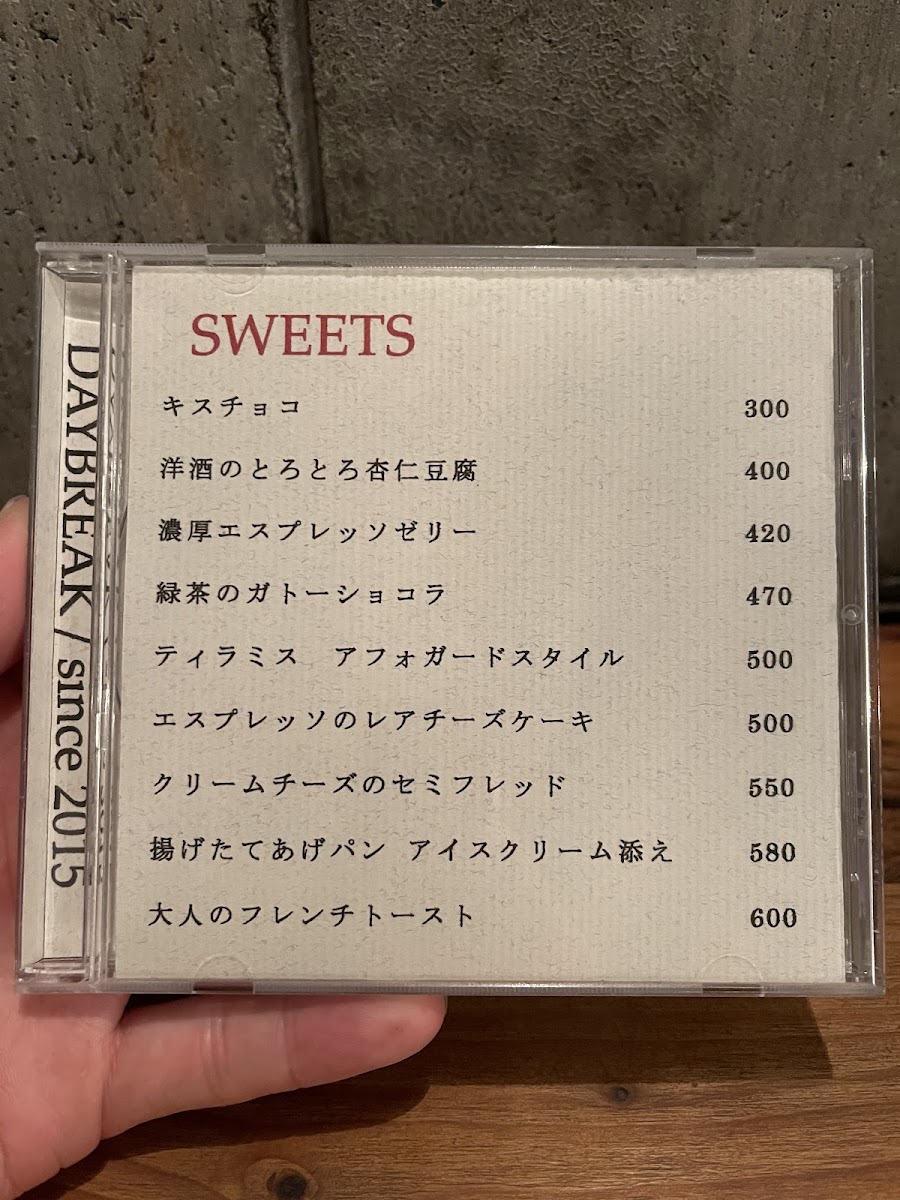 DAYBREAK / since 2015
SWEETS
キスチョコ 300
洋酒のとろとろ杏仁豆腐 400
濃厚エスプレッソゼリー 420
緑茶のガトーショコラ 470
ティラミス　アフォガードスタイル 500
エスプレッソのレアチーズケーキ 500
クリームチーズのセミフレッド 550
揚げたてあげパン アイスクリーム添え 580
大人のフレンチトースト 600